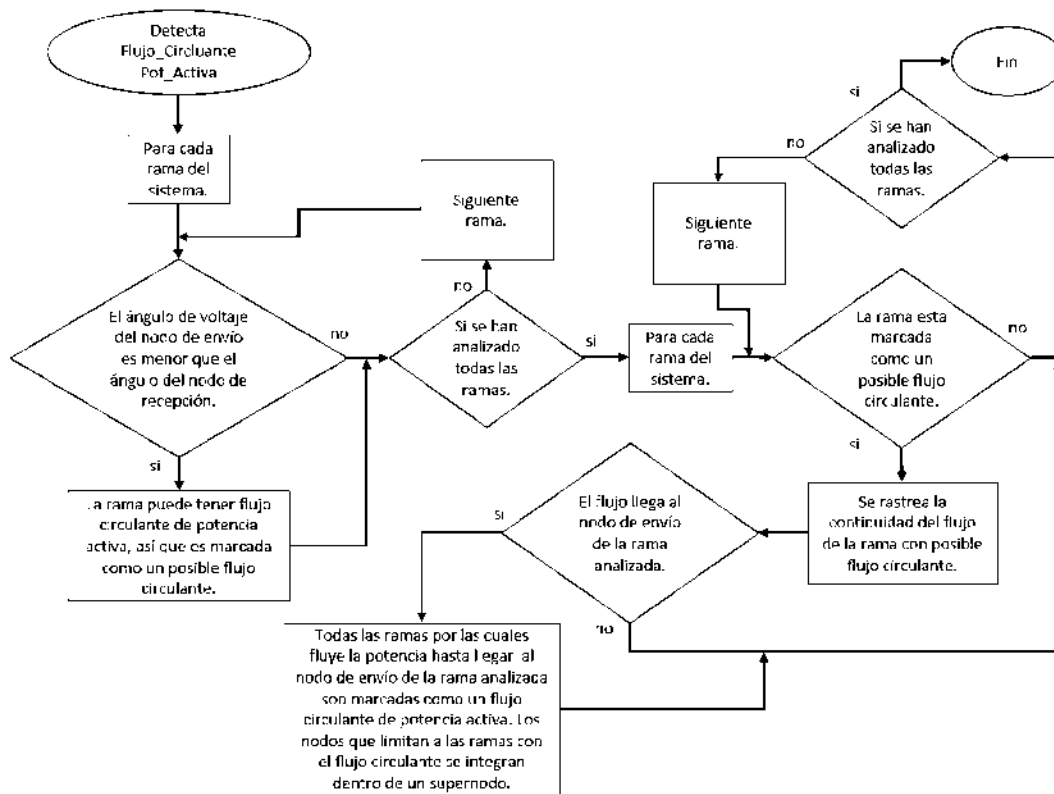 Detecta
Flujo_Circluante
Pot_Activa
Para cada
rama del
sistema.
Siguiente
rama.
El ángulo de voltaje
del nodo de envío
es menor que el
ángulo del nodo de
recepción.
no
si
La rama puede tener flujo
circulante de potencia
activa, así que es marcada
como un posible flujo
circulante.
no
Si se han
analizado
todas las
ramas.
si
Para cada
rama del
sistema.
Siguiente
rama.
no
si
Si se han
analizado
todas las
ramas.
Fin
La rama esta
marcada
como un
posible flujo
circulante.
no
si
Se rastrea la
continuidad del flujo
de la rama con posible
flujo circulante.
El flujo llega al
nodo de envío
de la rama
analizada.
Si
no
Todas las ramas por las cuales
fluye la potencia hasta llegar al
nodo de envío de la rama analizada
son marcadas como un flujo
circulante de potencia activa. Los
nodos que limitan a las ramas con
el flujo circulante se integran
dentro de un supernodo.